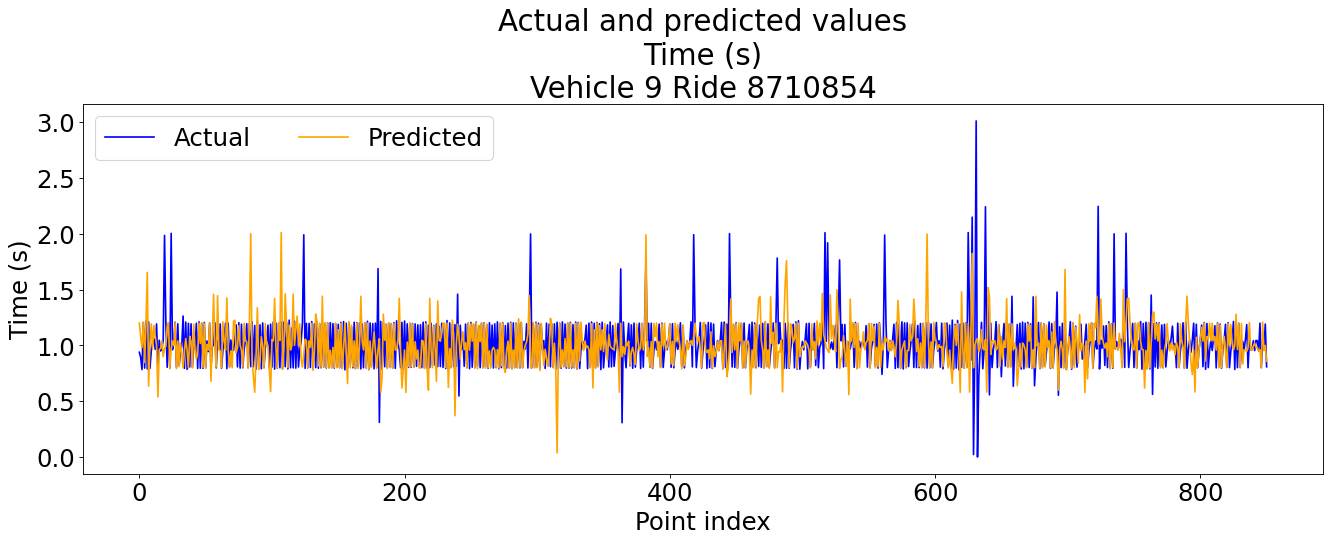 Actual and predicted values
Time (s)
Vehicle 9 Ride 8710854
Actual
Predicted
3.0
2.5
2.0
1.5
1.0
0.5
0.0
Time (s)
0
200
400
600
800
Point index